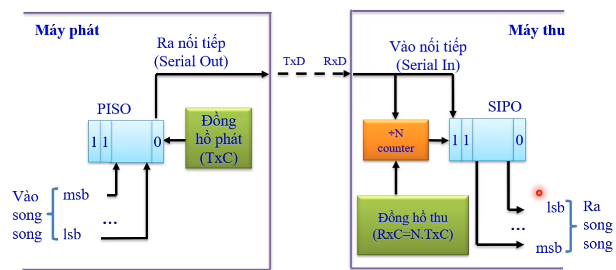 Máy phát
Ra nối tiếp
(Serial Out)
PISO
1 1 0
Đồng
hồ phát
(TxC)
Vào
song
song
msb
...
lsb
TxD
RxD
Máy thu
Vào nối tiếp
(Serial In)
SIPO
÷N
counter
1 1 0
Đồng hồ thu
(RxC=N.TxC)
lsb
...
msb
Ra
song
song